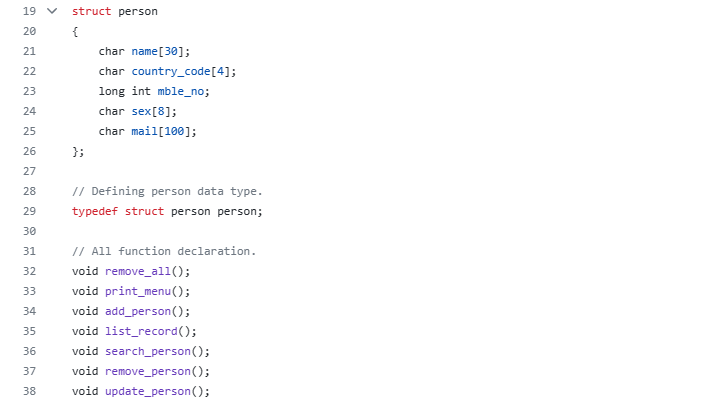 19 struct person
20 {
21 char name[30];
22 char country_code[4];
23 long int mble_no;
24 char sex[8];
25 char mail[100];
26 };
27
28 // Defining person data type.
29 typedef struct person person;
30
31 // All function declaration.
32 void remove_all();
33 void print_menu();
34 void add_person();
35 void list_record();
36 void search_person();
37 void remove_person();
38 void update_person();